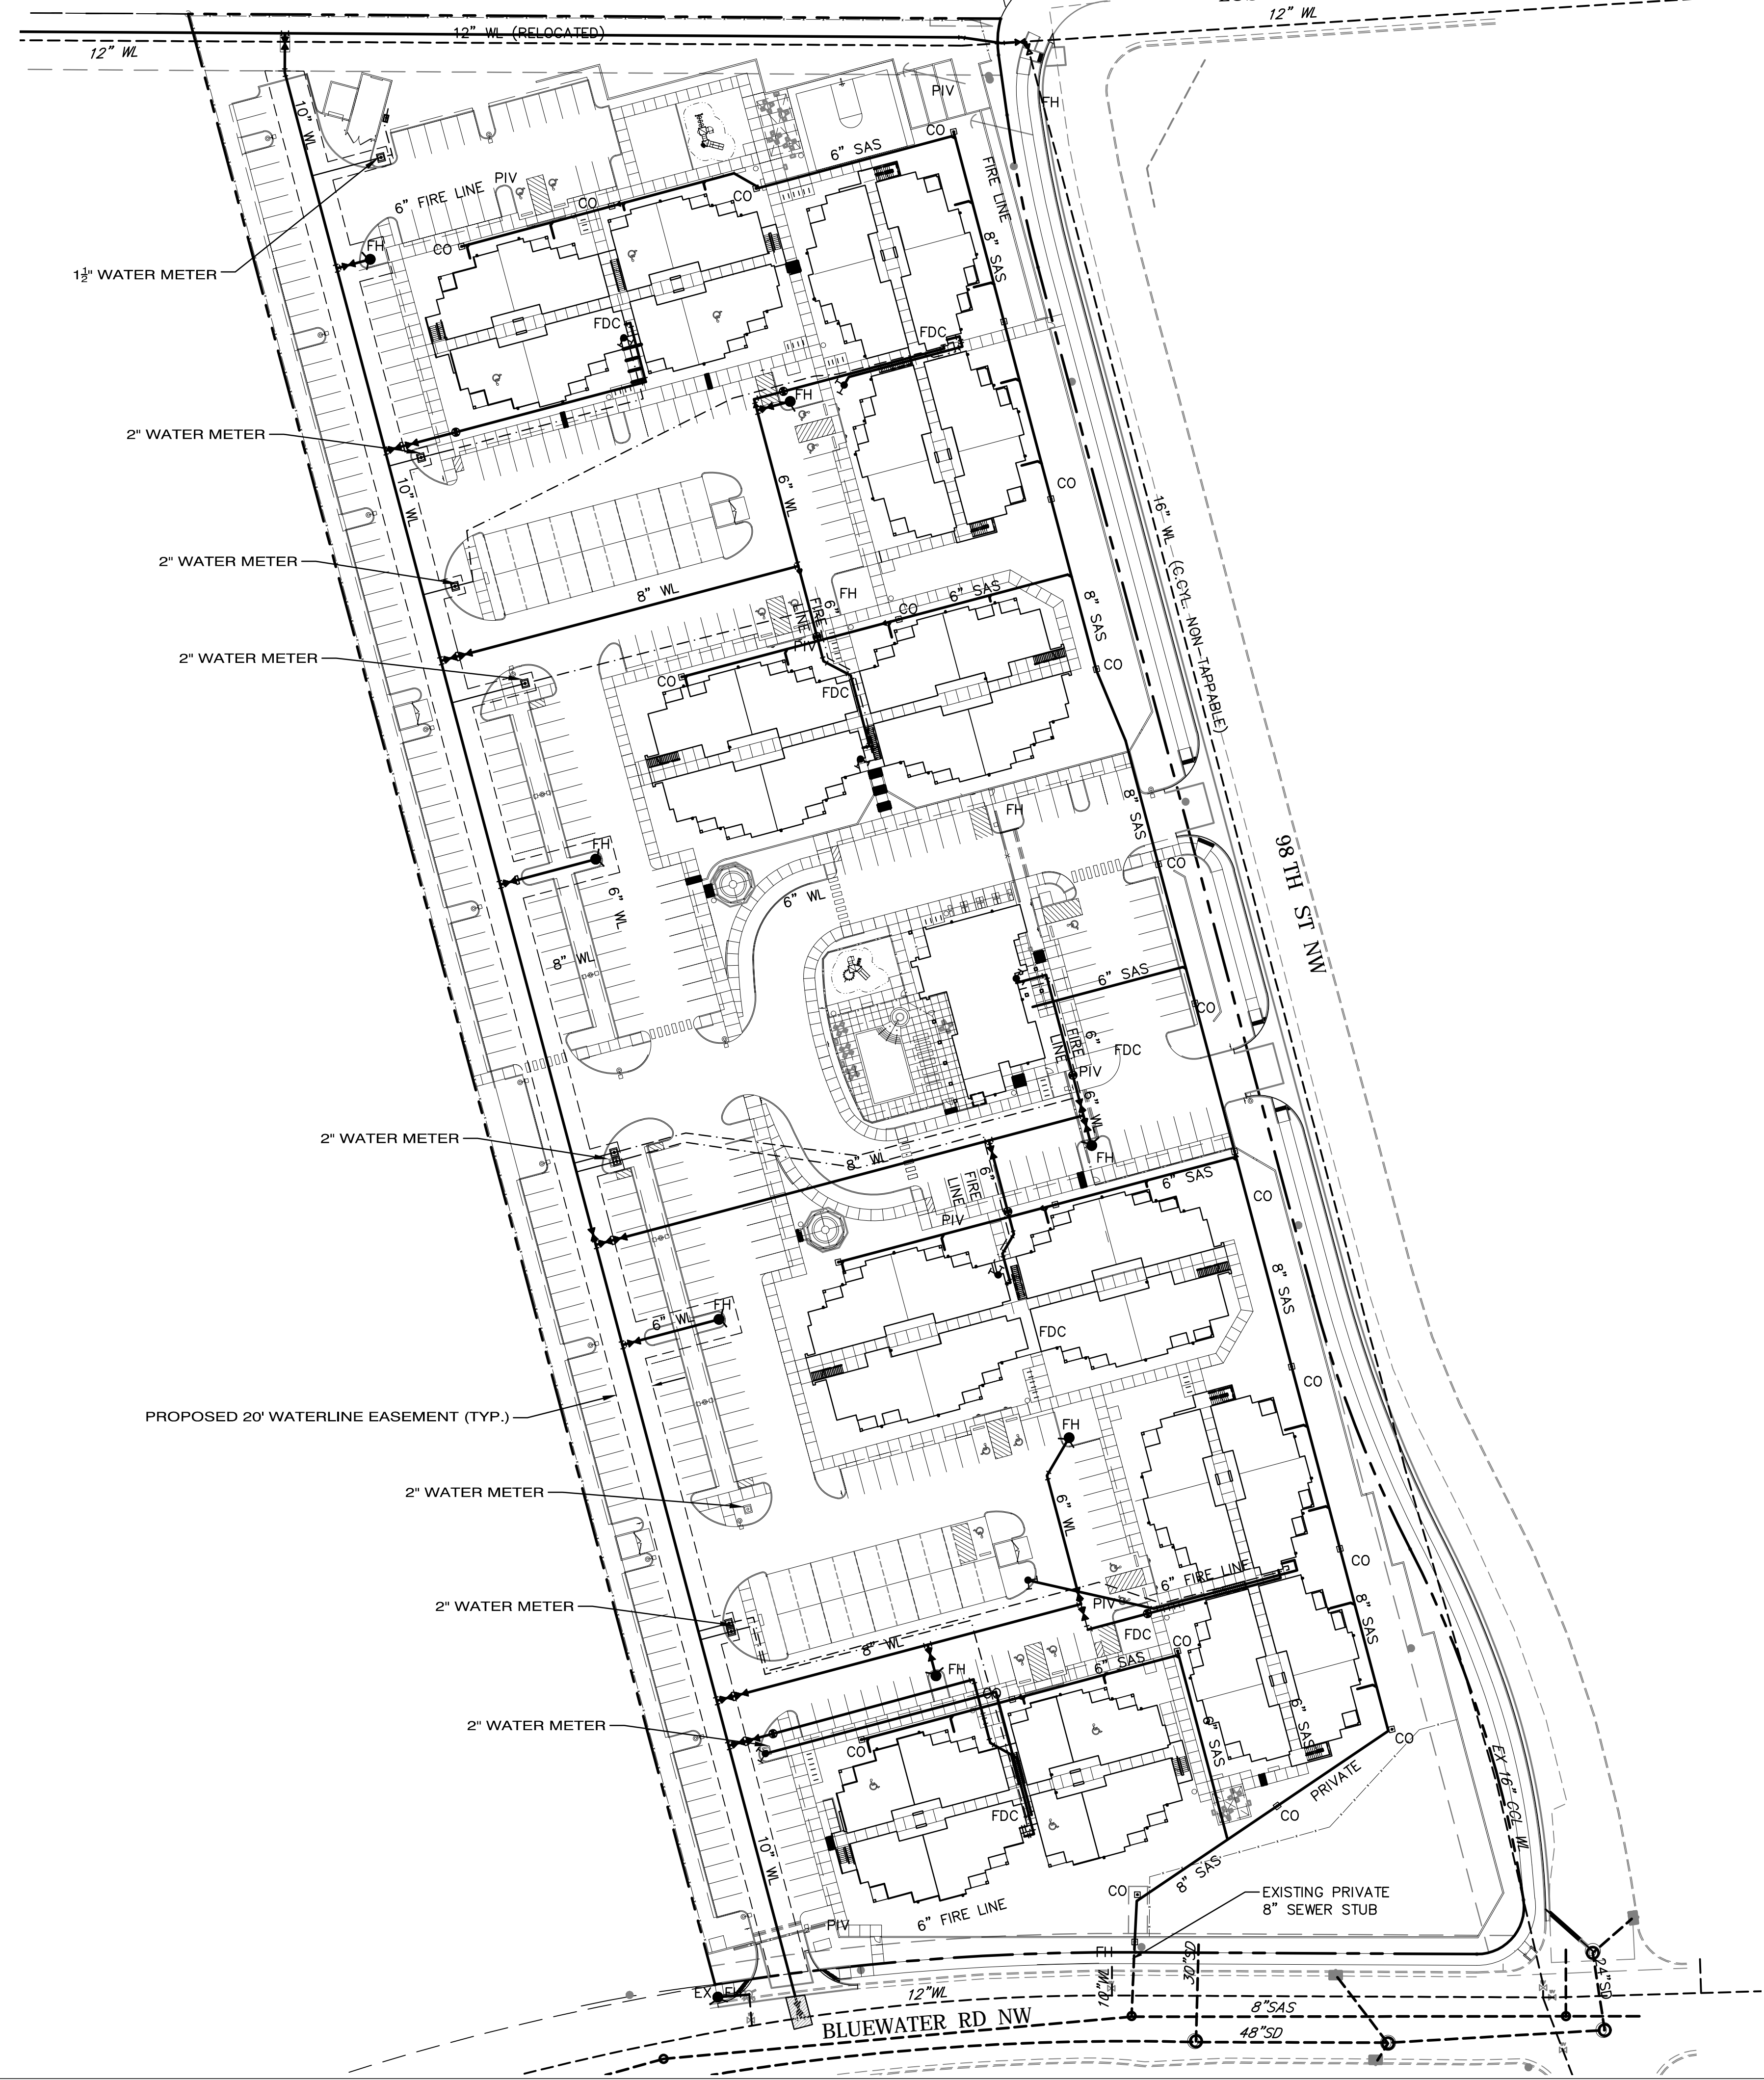 12” WL
12” WL (RELOCATED)
12” WL
PIV
FH
10” WL
CO
6” SAS
FIRE LINE
PIV
6” FIRE LINE
CO
CO
FH
CO
8” SAS
1½" WATER METER
FDC
FDC
FH
2" WATER METER
10” WL
6” WL
CO
16” WL (C.CYL. NON-TAPPABLE)
2" WATER METER
8” WL
6”
FIRE
LINE
FH
CO
6” SAS
8” SAS
2" WATER METER
PIV
CO
CO
FDC
8” SAS
FH
FH
98 TH ST NW
CO
6” WL
6” WL
8” WL
6” SAS
CO
6”
FIRE
LINE
FDC
PIV
6” WL
2" WATER METER
8” WL
FH
6”
FIRE
LINE
6” SAS
CO
PIV
8” SAS
FH
6” WL
FDC
CO
PROPOSED 20' WATERLINE EASEMENT (TYP.)
FH
2" WATER METER
6” WL
CO
6” FIRE LINE
2" WATER METER
PIV
FDC
8” SAS
8” WL
CO
6” SAS
FH
CO
2" WATER METER
6” SAS
6” SAS
CO
CO
EX 16” CCL WL
PRIVATE
FDC
CO
10” WL
8” SAS
CO
EXISTING PRIVATE
8” SEWER STUB
6” FIRE LINE
PIV
FH
30”SD
10”WL
24”SD
EX FH
12”WL
8”SAS
BLUEWATER RD NW
48”SD